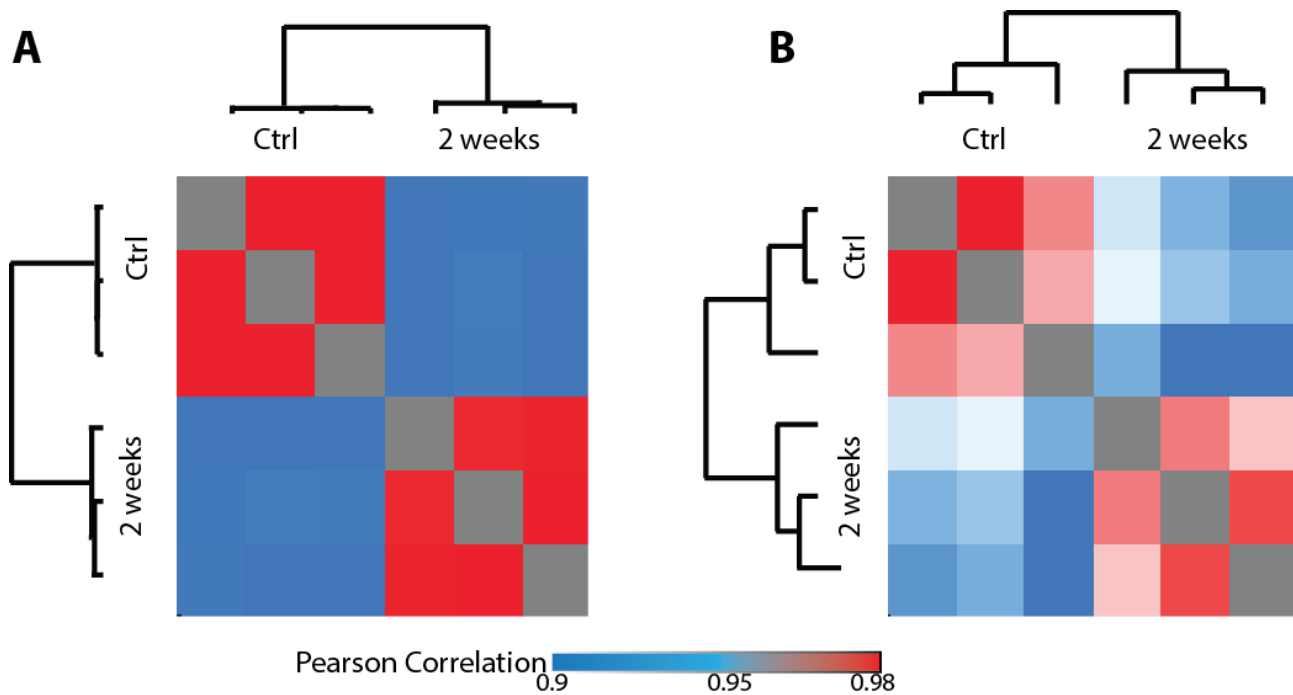 A
B
Ctrl
2 weeks
Ctrl
2 weeks
Ctrl
2 weeks
Ctrl
2 weeks
Pearson Correlation
0.9
0.95
0.98